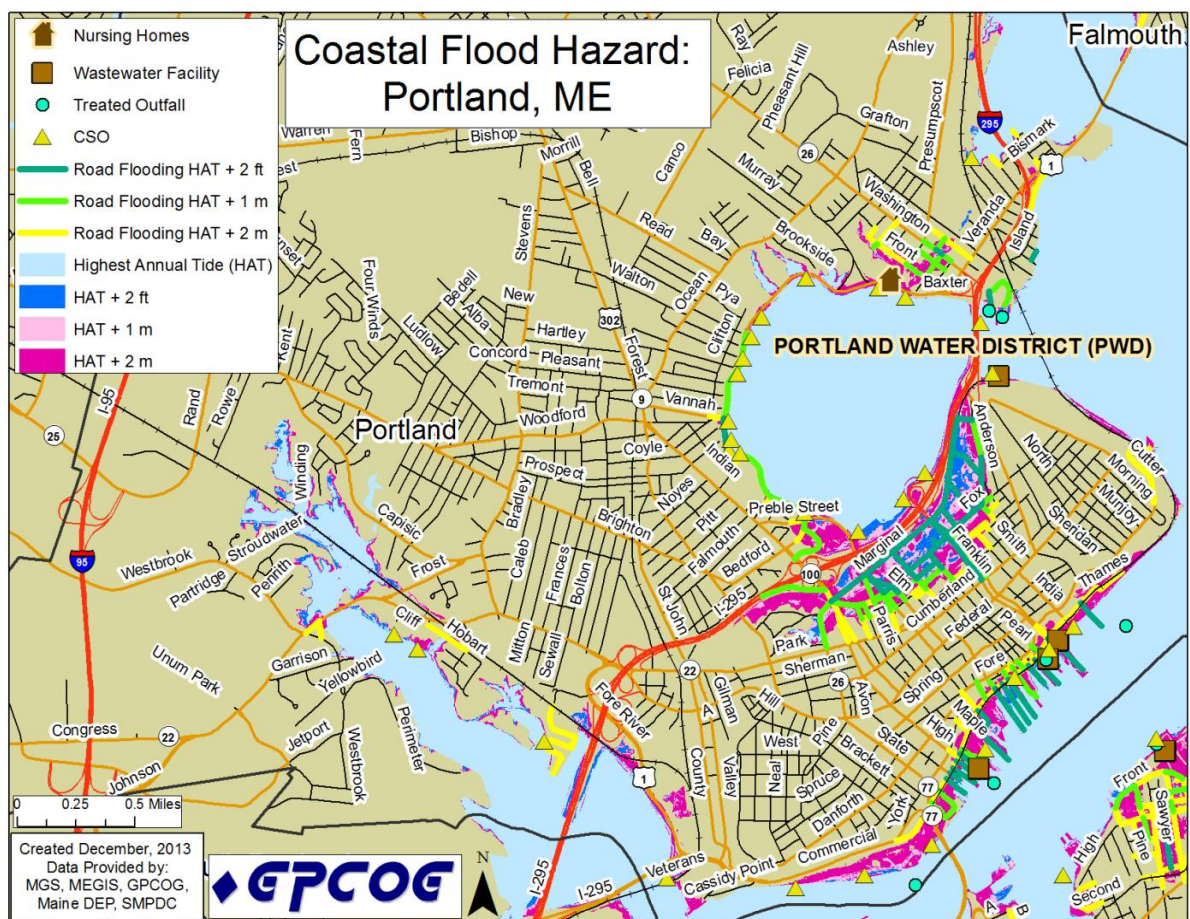 Coastal Flood Hazard:
Portland, ME
Nursing Homes
Wastewater Facility
Treated Outfall
CSO
Road Flooding HAT + 2 ft
Road Flooding HAT + 1 m
Road Flooding HAT + 2 m
Highest Annual Tide (HAT)
HAT + 2 ft
HAT + 1 m
HAT + 2 m
Falmouth
Ray
Felicia
Pheasant Hill
Ashley
Grafton
Presumpscot
295
Bismark
1
Warren
Fern
Bishop
Morrill
Bell
Canco
26
Murray
Washington
Veranda
Island
est
Stevens
Read
Bay
Brookside
Front
Baxter
nset
Four Winds
Walton
Ocean
Pya
Clifton
Bedell
Alba
Ludlow
New
302
Forest
Kent
Hartley
Concord
Pleasant
Tremont
Woodford
9
Vannah
PORTLAND WATER DISTRICT (PWD)
I-95
Rand
Rowe
25
Portland
Coyle
Indian
Anderson
North
Cutter
Morning
Munjoy
Sheridan
Winding
Prospect
Bradley
Noyes
Pitt
Preble Street
Fox
Smith
Franklin
Capisic
Brighton
Falmouth
Bedford
Marginal
95
Westbrook
Stroudwater
Partridge
Penrith
Frost
Caleb
Frances
Bolton
100
Elm
Cumberland
India
Thames
I-295
St John
Parris
Federal
Pearl
Cliff
Hobart
Mitton
Sewall
Park
Sherman
Unum Park
Garrison
Yellowbird
22
26
Avon
Spring
Fore
Fore River
A
Gilman
Hill
Pine
High
Maple
Congress
22
Jetport
Westbrook
Perimeter
West
Neal
State
Brackett
Spruce
Johnson
1
County
Valley
Danforth
York
77
77
Front
Sawyer
Pine
0 0.25 0.5 Miles
Commercial
Created December, 2013
Data Provided by:
MGS, MEGIS, GPCOG,
Maine DEP, SMPDC
GPCOG
N
I-295
I-295
Veterans
Cassidy Point
High
Second
A
B